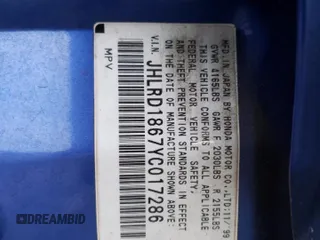 MFD. IN JAPAN BY HONDA MOTOR CO.,LTD. 11/99
GVWR 4165LBS GAWR F 2030LBS R 2155LBS
THIS VEHICLE CONFORMS TO ALL APPLICABLE
FEDERAL MOTOR VEHICLE SAFETY,
AND THEFT PREVENTION STANDARDS IN EFFECT
ON THE DATE OF MANUFACTURE SHOWN ABOVE.
V.I.N. JHLRD1867YC017286
MPV
DREAMBID.COM